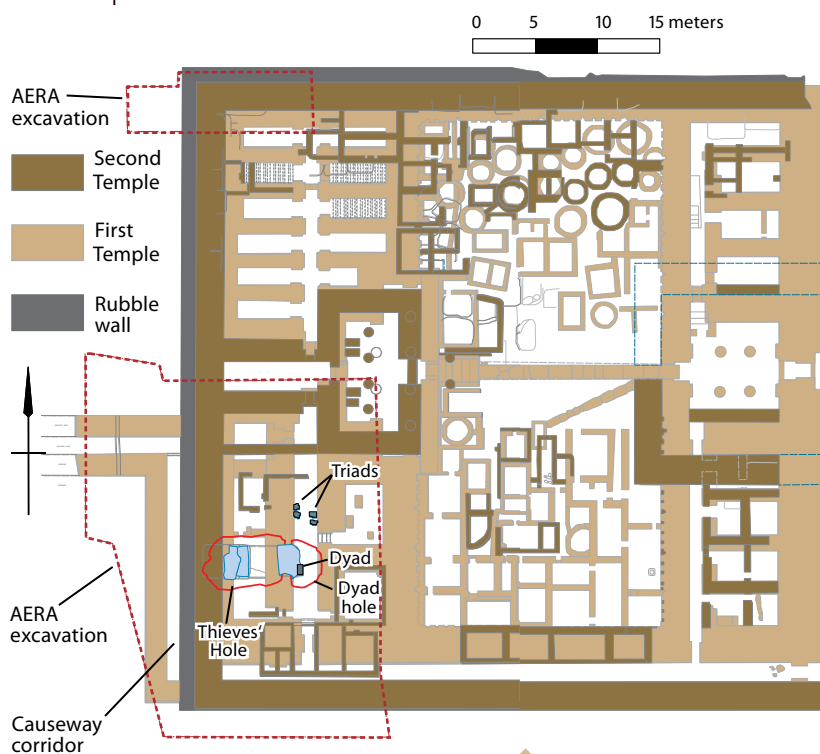 0 5 10 15 meters
AERA
excavation
Second
Temple
First
Temple
Rubble
wall
Triads
Dyad
Dyad
hole
Thieves‘
Hole
AERA
excavation
Causeway
corridor